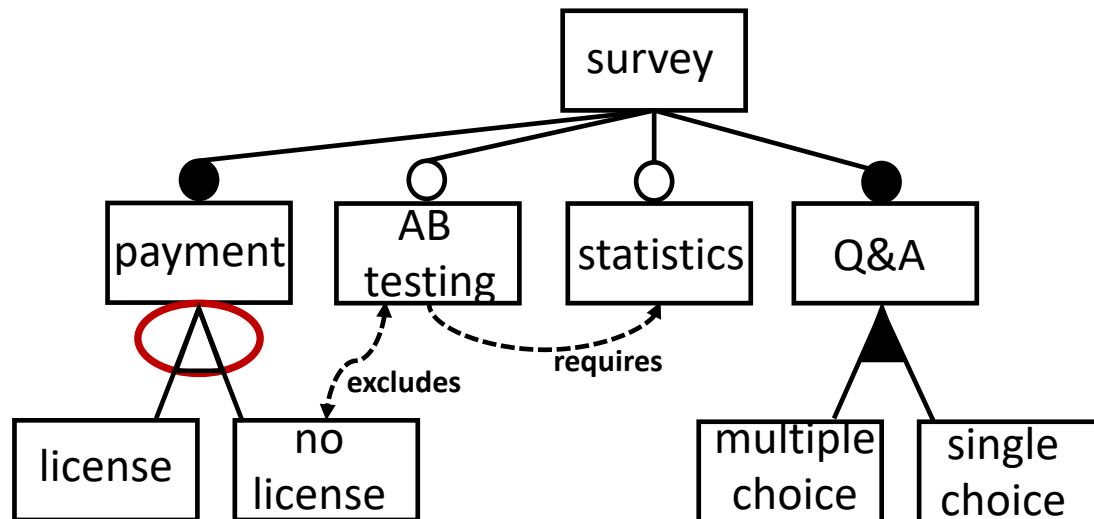 survey
payment
AB
testing
statistics
Q&A
excludes
requires
license
no
license
multiple
choice
single
choice